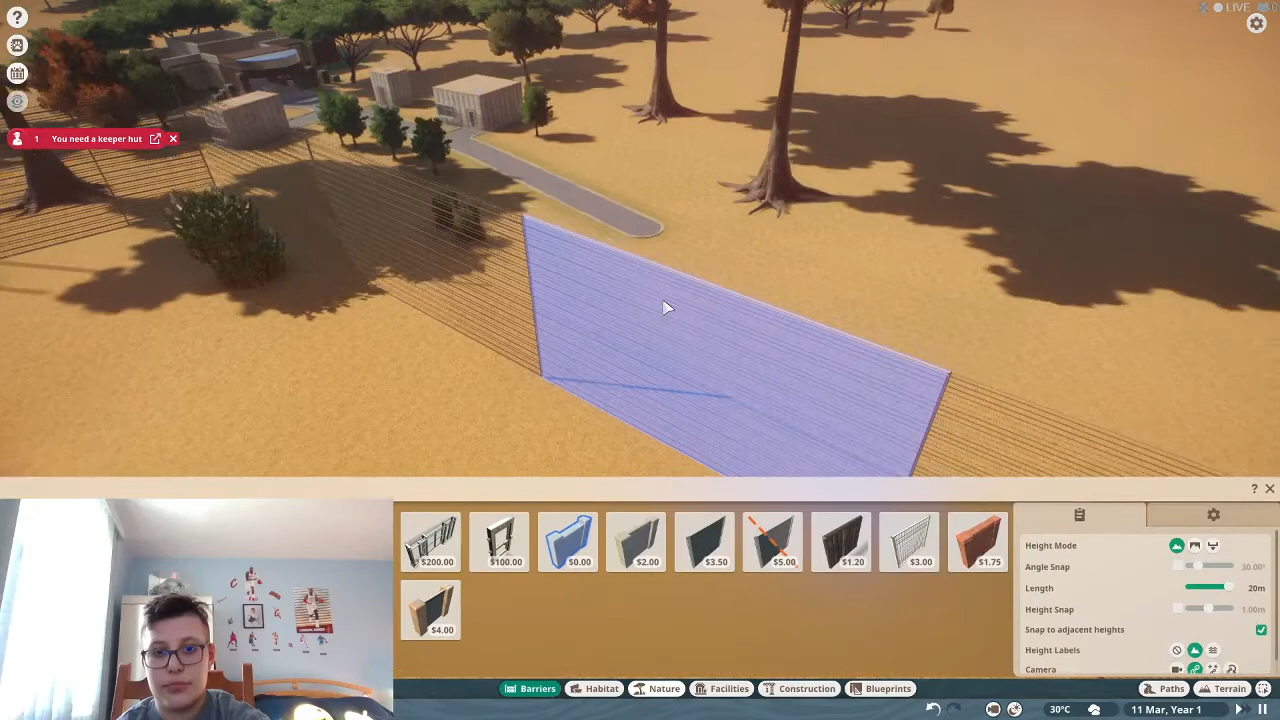 ?
LIVE 0
1 You need a keeper hut
?
$200.00 $100.00 $0.00 $2.00 $3.50 $5.00 $1.20 $3.00 $1.75
$4.00
Height Mode
Angle Snap 30.00°
Length 20m
Height Snap 1.00m
Snap to adjacent heights
Height Labels
Camera
Barriers Habitat Nature Facilities Construction Blueprints Paths Terrain
30°C 11 Mar, Year 1